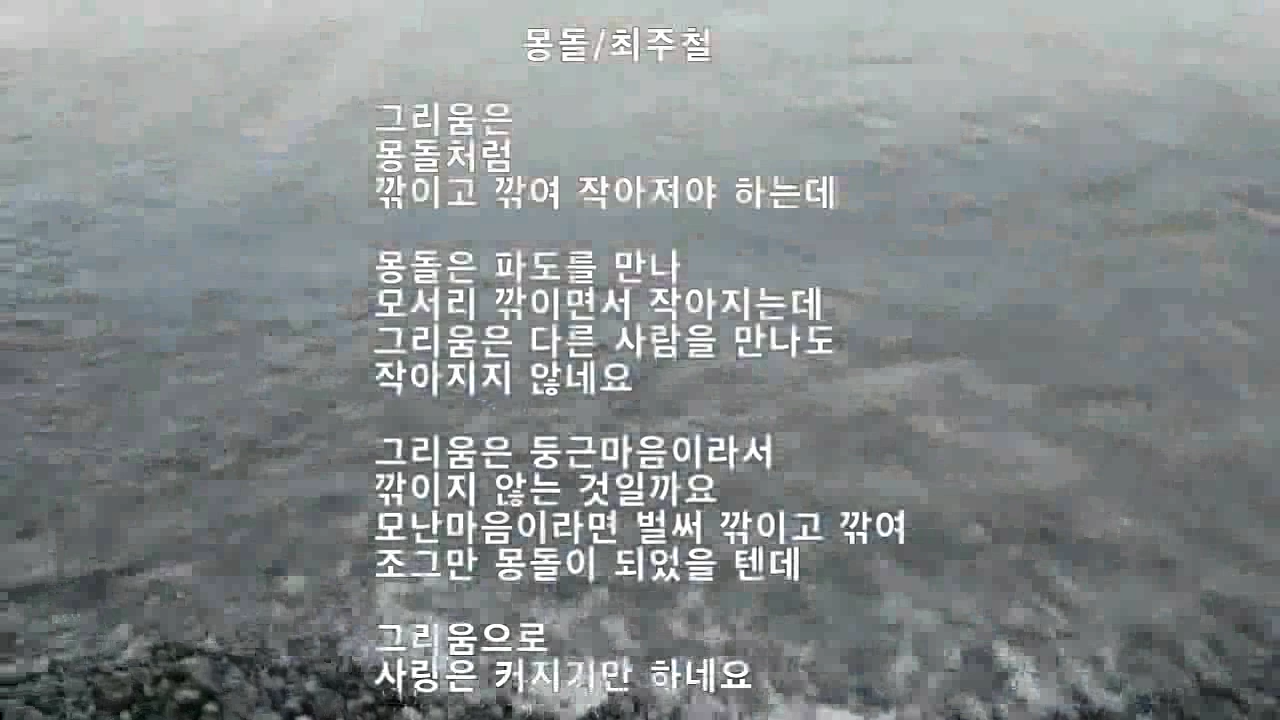 몽돌/최주철
그리움은
몽돌처럼
깎이고 깎여 작아져야 하는데
몽돌은 파도를 만나
모서리 깎이면서 작아지는데
그리움은 다른 사람을 만나도
작아지지 않네요
그리움은 둥근마음이라서
깎이지 않는 것일까요
모난마음이라면 벌써 깎이고 깎여
조그만 몽돌이 되었을 텐데
그리움으로
사랑은 커지기만 하네요